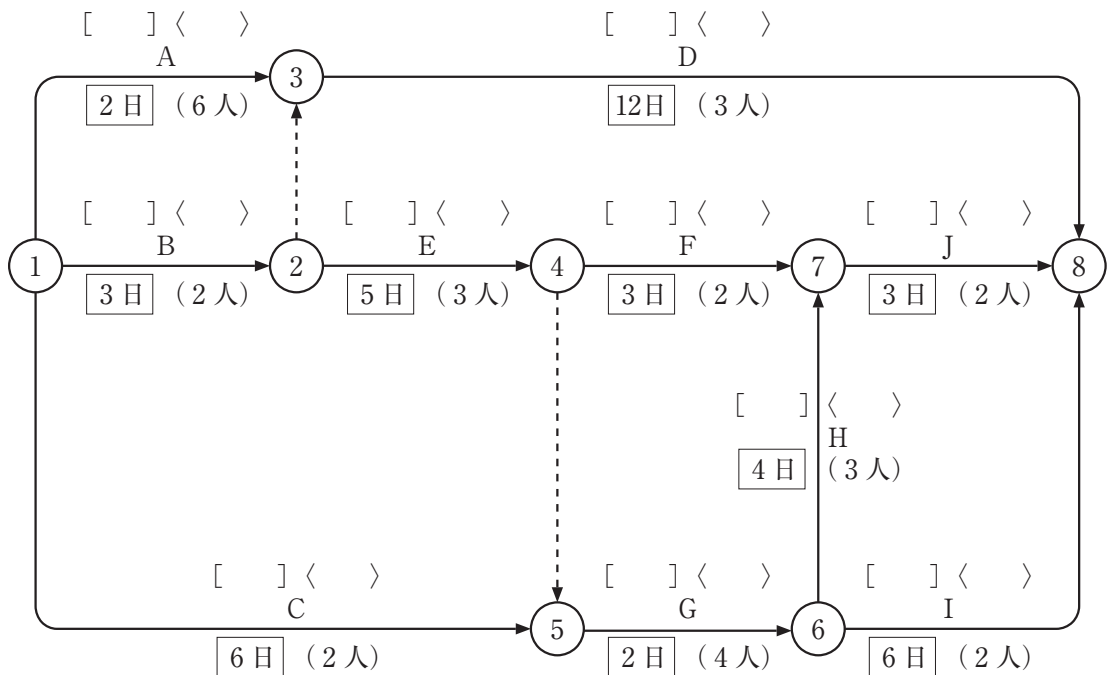 [ ]〈 〉 [ ]〈 〉
A ③ D
2日 (6人) 12日 (3人)
[ ]〈 〉 [ ]〈 〉 [ ]〈 〉 [ ]〈 〉
① B ② E ④ F ⑦ J ⑧
3日 (2人) 5日 (3人) 3日 (2人) 3日 (2人)
[ ]〈 〉
H
4日 (3人)
[ ]〈 〉 [ ]〈 〉 [ ]〈 〉
C ⑤ G ⑥ I
6日 (2人) 2日 (4人) 6日 (2人)